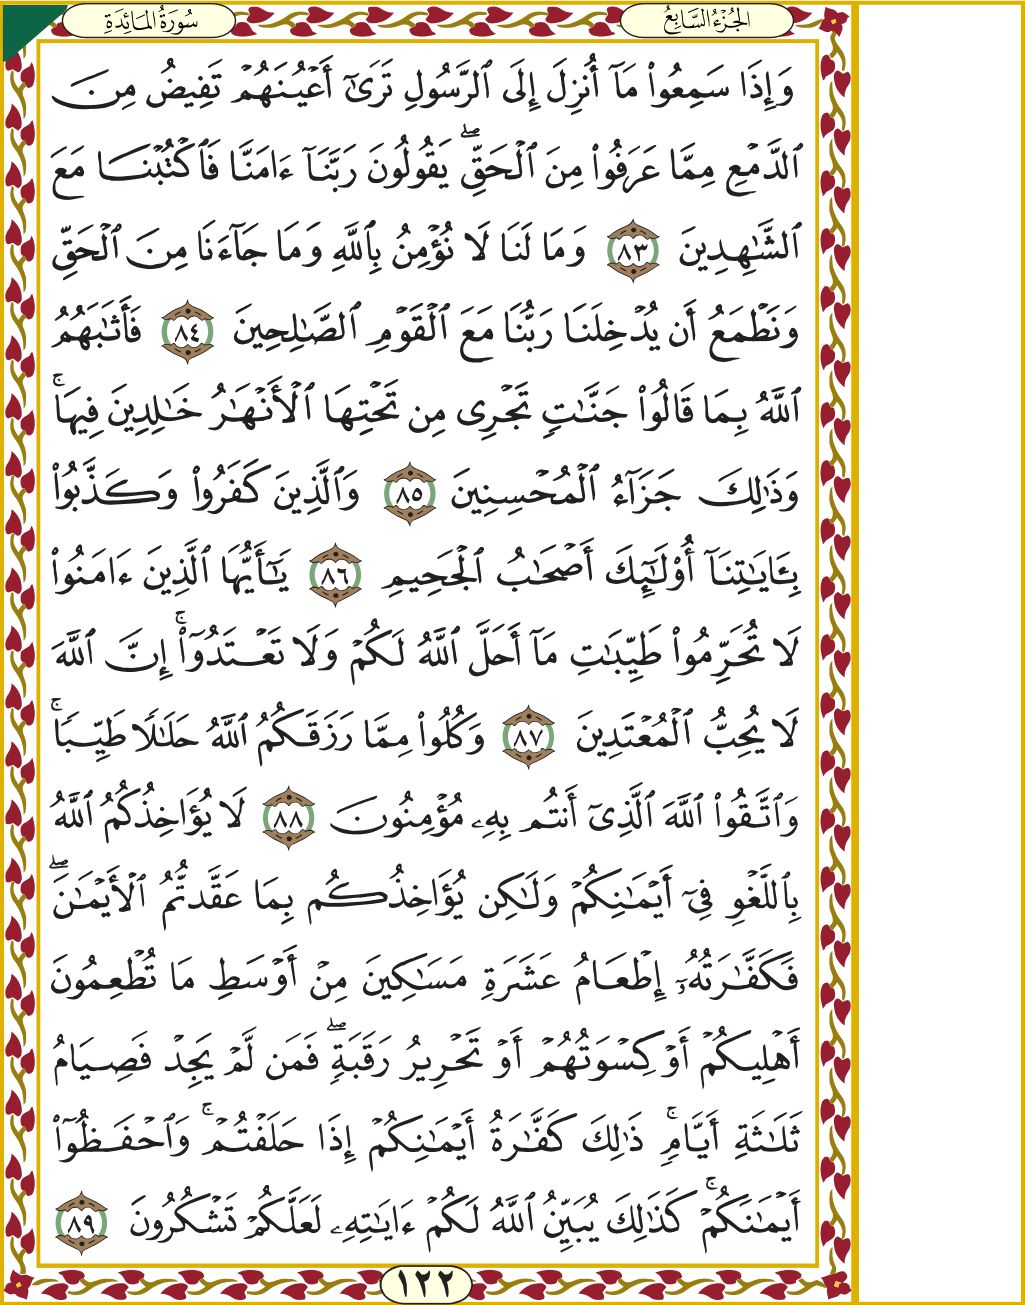 الجُزْءُ السَّابِعُ
سُورَةُ المَائِدَةِ
وَإِذَا سَمِعُوا۟ مَآ أُنزِلَ إِلَى ٱلرَّسُولِ تَرَىٰٓ أَعْيُنَهُمْ تَفِيضُ مِنَ
ٱلدَّمْعِ مِمَّا عَرَفُوا۟ مِنَ ٱلْحَقِّ ۖ يَقُولُونَ رَبَّنَآ ءَامَنَّا فَٱكْتُبْنَا مَعَ
ٱلشَّٰهِدِينَ ٨٣ وَمَا لَنَا لَا نُؤْمِنُ بِٱللَّهِ وَمَا جَآءَنَا مِنَ ٱلْحَقِّ
وَنَطْمَعُ أَن يُدْخِلَنَا رَبُّنَا مَعَ ٱلْقَوْمِ ٱلصَّٰلِحِينَ ٨٤ فَأَثَٰبَهُمُ
ٱللَّهُ بِمَا قَالُوا۟ جَنَّٰتٍ تَجْرِى مِن تَحْتِهَا ٱلْأَنْهَٰرُ خَٰلِدِينَ فِيهَا ۚ
وَذَٰلِكَ جَزَآءُ ٱلْمُحْسِنِينَ ٨٥ وَٱلَّذِينَ كَفَرُوا۟ وَكَذَّبُوا۟
بِـَٔايَٰتِنَآ أُو۟لَٰٓئِكَ أَصْحَٰبُ ٱلْجَحِيمِ ٨٦ يَٰٓأَيُّهَا ٱلَّذِينَ ءَامَنُوا۟
لَا تُحَرِّمُوا۟ طَيِّبَٰتِ مَآ أَحَلَّ ٱللَّهُ لَكُمْ وَلَا تَعْتَدُوٓا۟ ۚ إِنَّ ٱللَّهَ
لَا يُحِبُّ ٱلْمُعْتَدِينَ ٨٧ وَكُلُوا۟ مِمَّا رَزَقَكُمُ ٱللَّهُ حَلَٰلًا طَيِّبًا ۚ
وَٱتَّقُوا۟ ٱللَّهَ ٱلَّذِىٓ أَنتُم بِهِۦ مُؤْمِنُونَ ٨٨ لَا يُؤَاخِذُكُمُ ٱللَّهُ
بِٱللَّغْوِ فِىٓ أَيْمَٰنِكُمْ وَلَٰكِن يُؤَاخِذُكُم بِمَا عَقَّدتُّمُ ٱلْأَيْمَٰنَ ۖ
فَكَفَّٰرَتُهُۥٓ إِطْعَامُ عَشَرَةِ مَسَٰكِينَ مِنْ أَوْسَطِ مَا تُطْعِمُونَ
أَهْلِيكُمْ أَوْ كِسْوَتُهُمْ أَوْ تَحْرِيرُ رَقَبَةٍ ۖ فَمَن لَّمْ يَجِدْ فَصِيَامُ
ثَلَٰثَةِ أَيَّامٍ ۚ ذَٰلِكَ كَفَّٰرَةُ أَيْمَٰنِكُمْ إِذَا حَلَفْتُمْ ۚ وَٱحْفَظُوٓا۟
أَيْمَٰنَكُمْ ۚ كَذَٰلِكَ يُبَيِّنُ ٱللَّهُ لَكُمْ ءَايَٰتِهِۦ لَعَلَّكُمْ تَشْكُرُونَ ٨٩
١٢٢